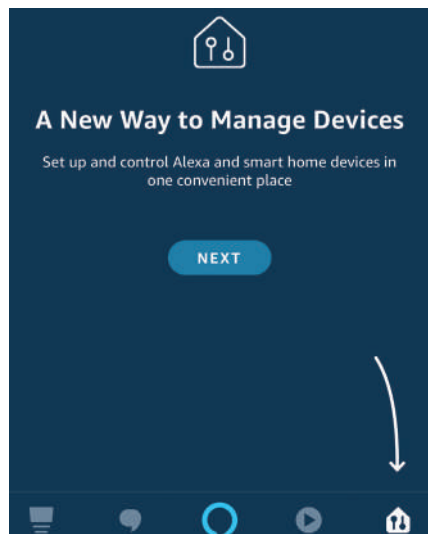 A New Way to Manage Devices
Set up and control Alexa and smart home devices in
one convenient place
NEXT